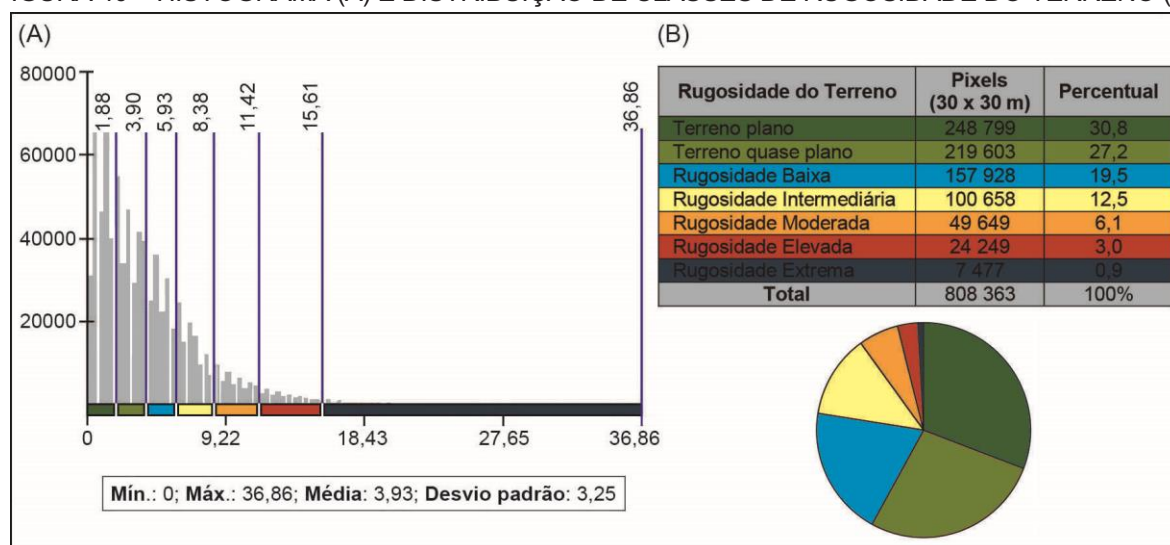 (A)
80000
60000
40000
20000
1,88
3,90
5,93
8,38
11,42
15,61
36,86
0
9,22
18,43
27,65
36,86
Mín.: 0; Máx.: 36,86; Média: 3,93; Desvio padrão: 3,25
(B)
Rugosidade do Terreno Pixels (30 x 30 m) Percentual
Terreno plano 248 799 30,8
Terreno quase plano 219 603 27,2
Rugosidade Baixa 157 928 19,5
Rugosidade Intermediária 100 658 12,5
Rugosidade Moderada 49 649 6,1
Rugosidade Elevada 24 249 3,0
Rugosidade Extrema 7 477 0,9
Total 808 363 100%